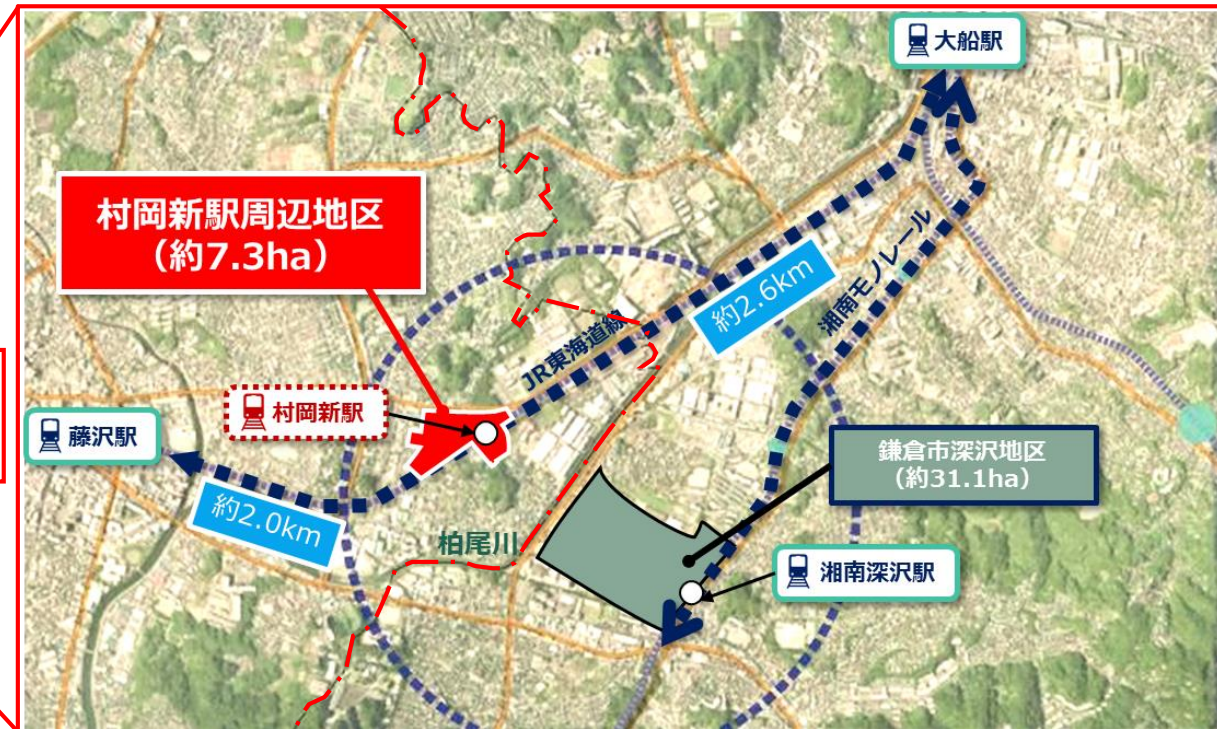 大船駅
村岡新駅周辺地区
（約7.3ha）
約2.6km
湘南モノレール
JR東海道線
村岡新駅
藤沢駅
鎌倉市深沢地区
（約31.1ha）
約2.0km
柏尾川
湘南深沢駅